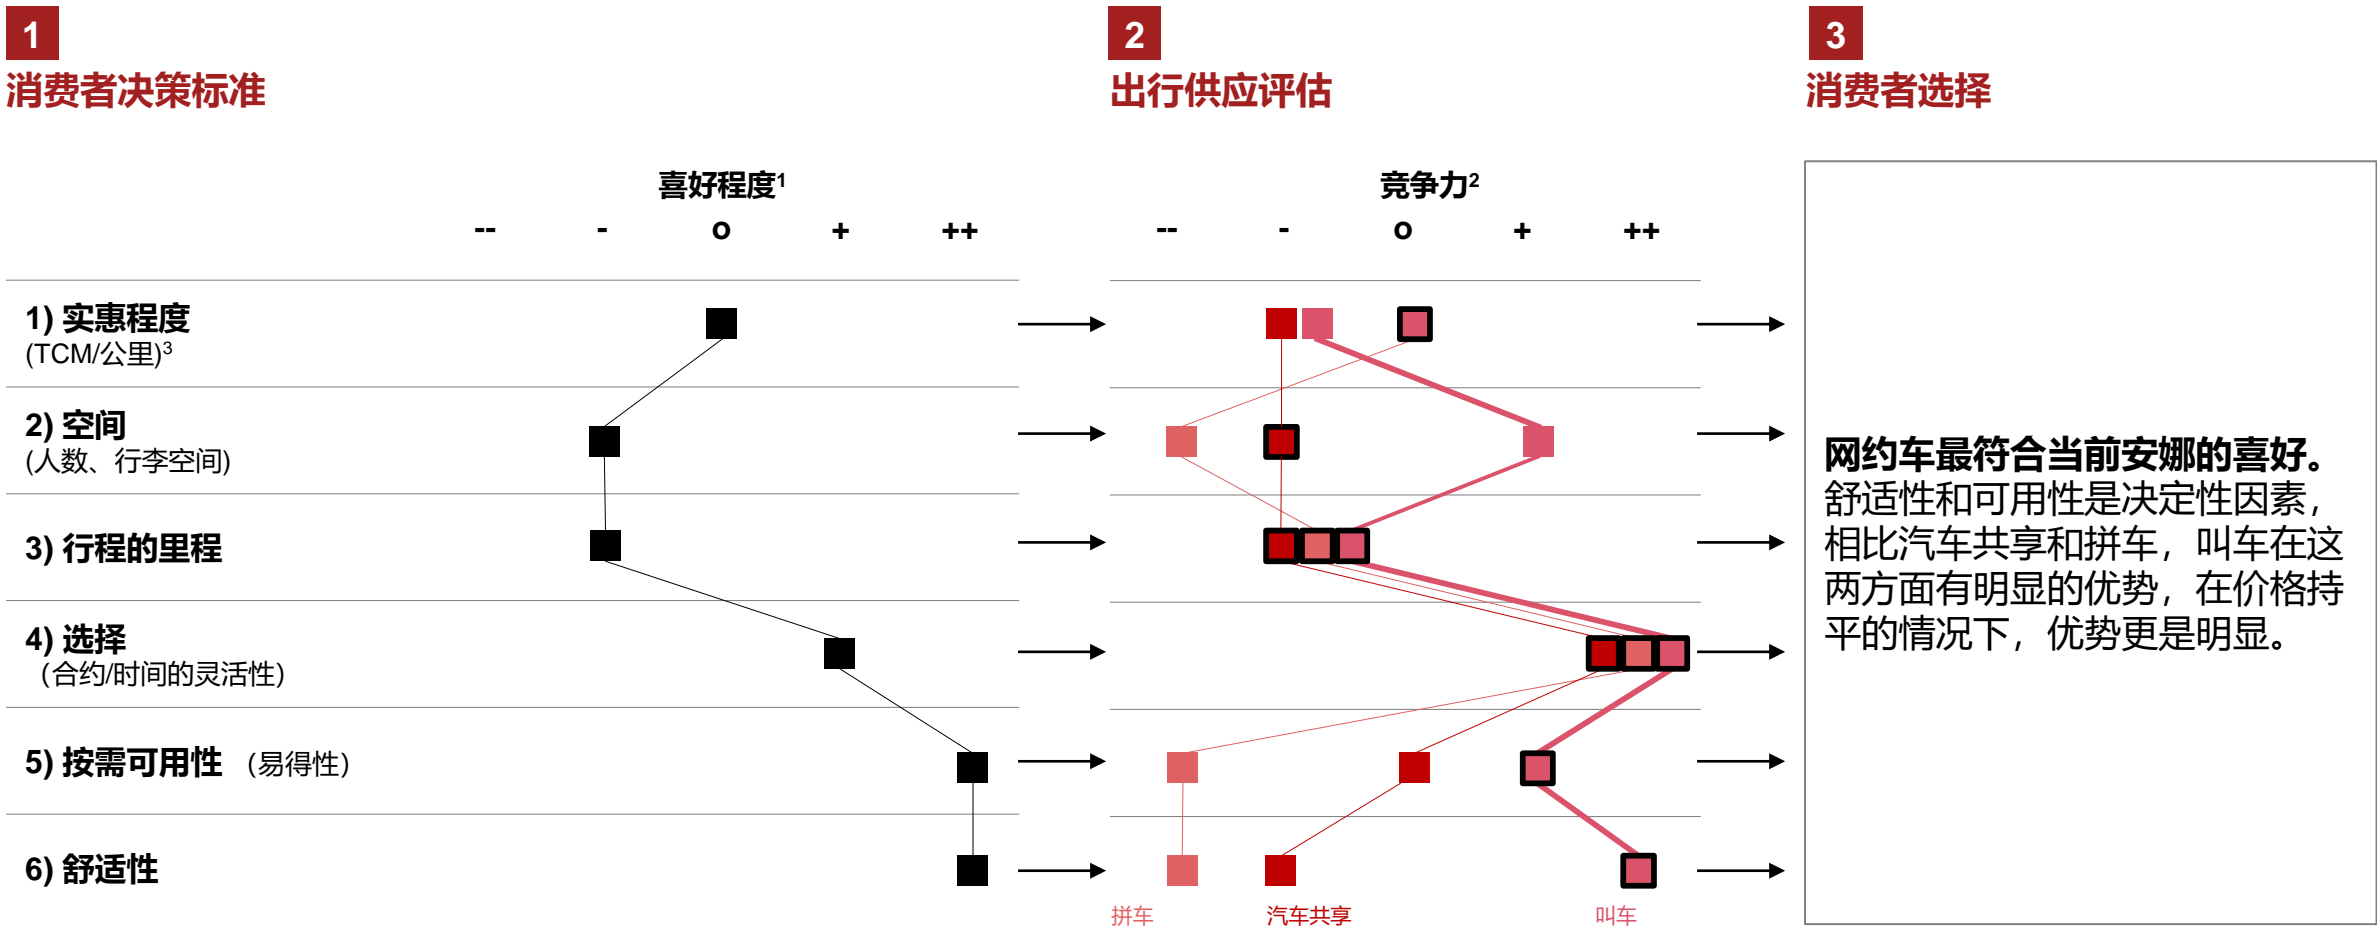 1
消费者决策标准
2
出行供应评估
3
消费者选择
喜好程度¹
-- - o + ++
竞争力²
-- - o + ++
1) 实惠程度
(TCM/公里)³
2) 空间
(人数、行李空间)
3) 行程的里程
4) 选择
（合约/时间的灵活性）
5) 按需可用性 （易得性）
6) 舒适性
拼车
汽车共享
叫车
网约车最符合当前安娜的喜好。
舒适性和可用性是决定性因素，
相比汽车共享和拼车，叫车在这
两方面有明显的优势，在价格持
平的情况下，优势更是明显。